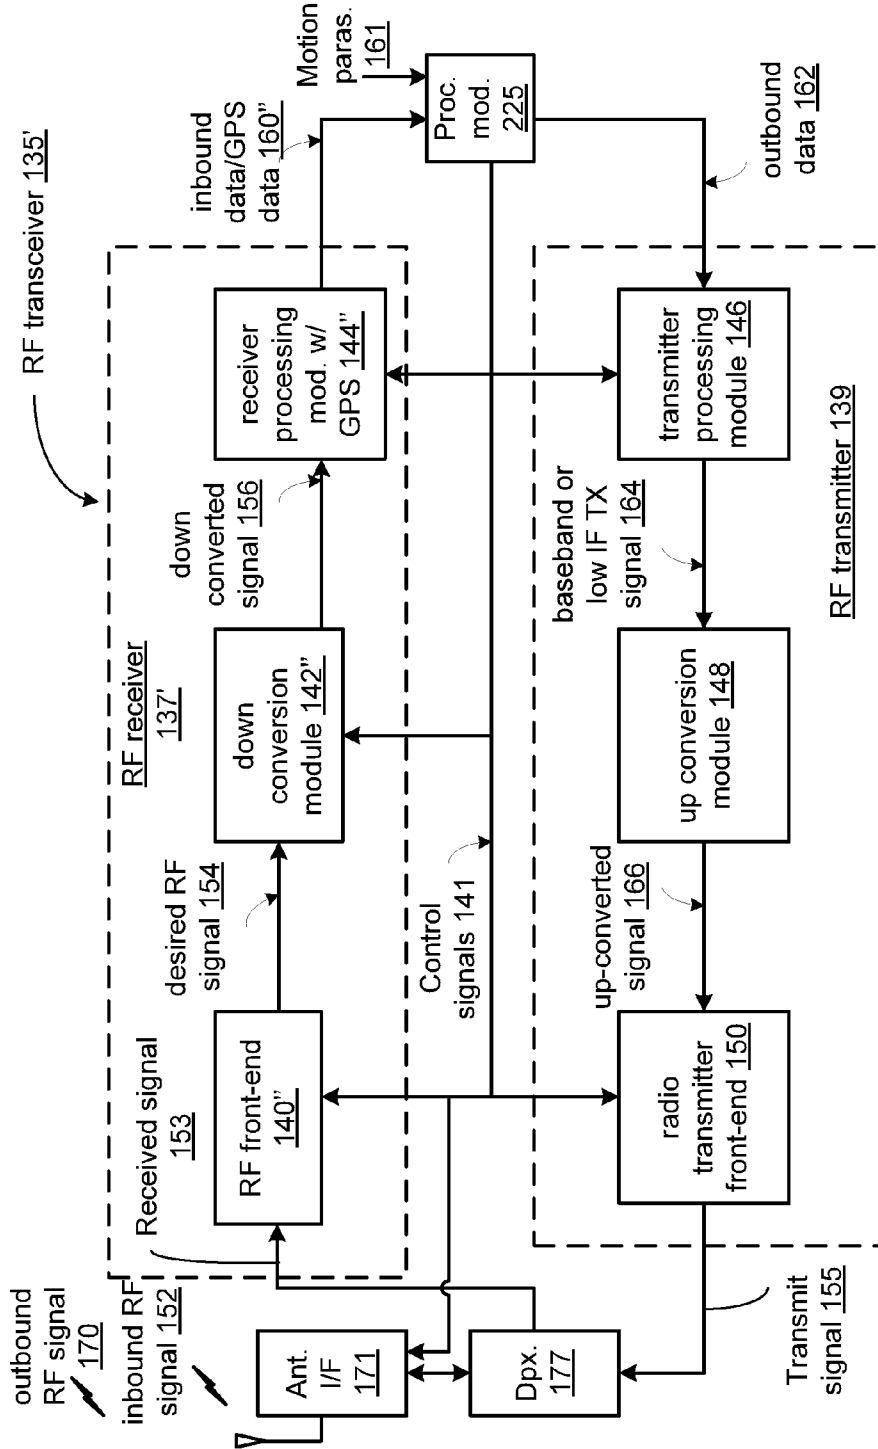 RF transceiver 135'
outbound
RF signal
170
inbound RF
signal 152
Received signal
153
RF receiver
137'
desired RF
signal 154
down
converted
signal 156
inbound
data/GPS
data 160”
Motion
paras.
161
Ant.
I/F
171
RF front-end
140”
down
conversion
module 142”
receiver
processing
mod. w/
GPS 144”
Proc.
mod.
225
Control
signals 141
Dpx.
177
up-converted
signal 166
baseband or
low IF TX
signal 164
outbound
data 162
radio
transmitter
front-end 150
up conversion
module 148
transmitter
processing
module 146
Transmit
signal 155
RF transmitter 139